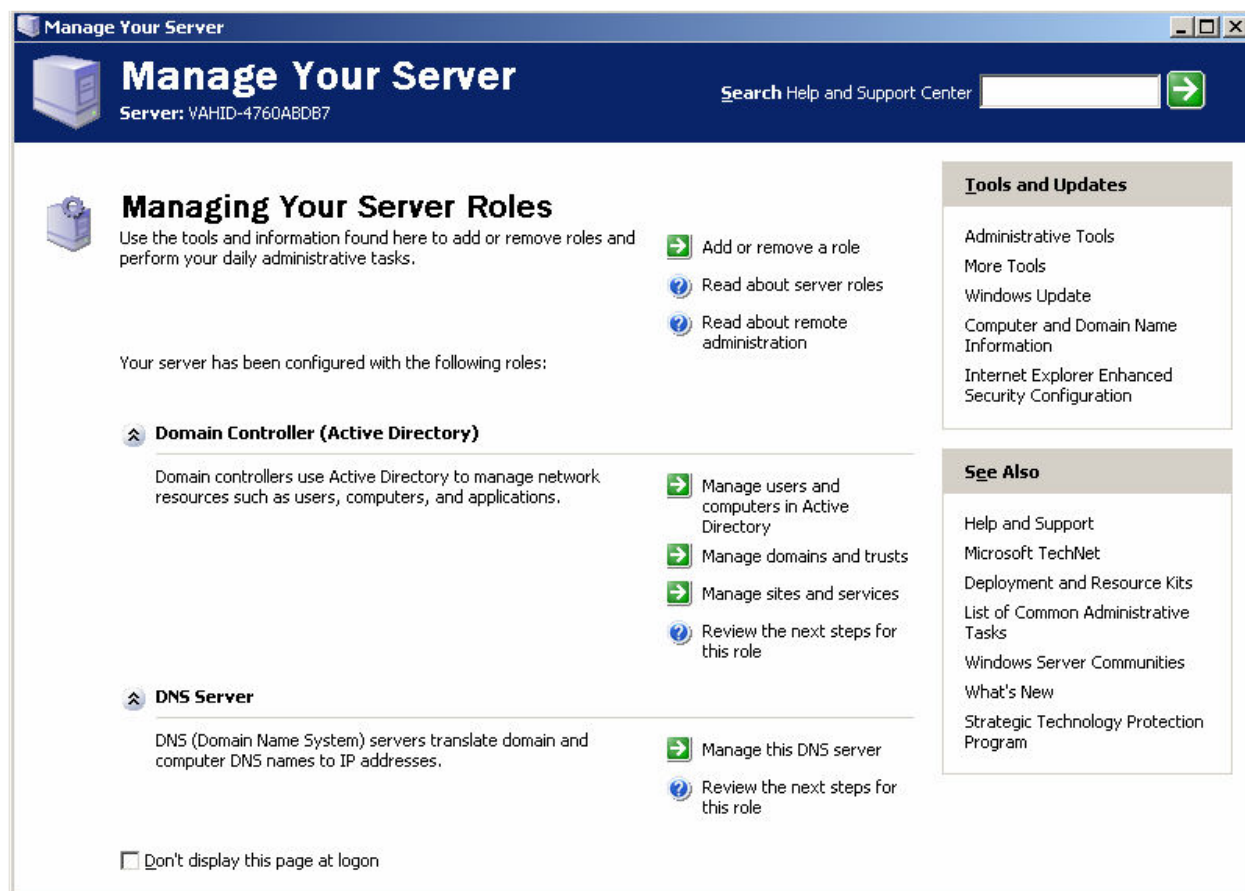 Manage Your Server
Manage Your Server
Server: VAHID-4760ABDB7
Search Help and Support Center
Managing Your Server Roles
Use the tools and information found here to add or remove roles and
perform your daily administrative tasks.
Add or remove a role
Read about server roles
Read about remote
administration
Your server has been configured with the following roles:
Domain Controller (Active Directory)
Domain controllers use Active Directory to manage network
resources such as users, computers, and applications.
Manage users and
computers in Active
Directory
Manage domains and trusts
Manage sites and services
Review the next steps for
this role
DNS Server
DNS (Domain Name System) servers translate domain and
computer DNS names to IP addresses.
Manage this DNS server
Review the next steps for
this role
Don't display this page at logon
Tools and Updates
Administrative Tools
More Tools
Windows Update
Computer and Domain Name
Information
Internet Explorer Enhanced
Security Configuration
See Also
Help and Support
Microsoft TechNet
Deployment and Resource Kits
List of Common Administrative
Tasks
Windows Server Communities
What's New
Strategic Technology Protection
Program